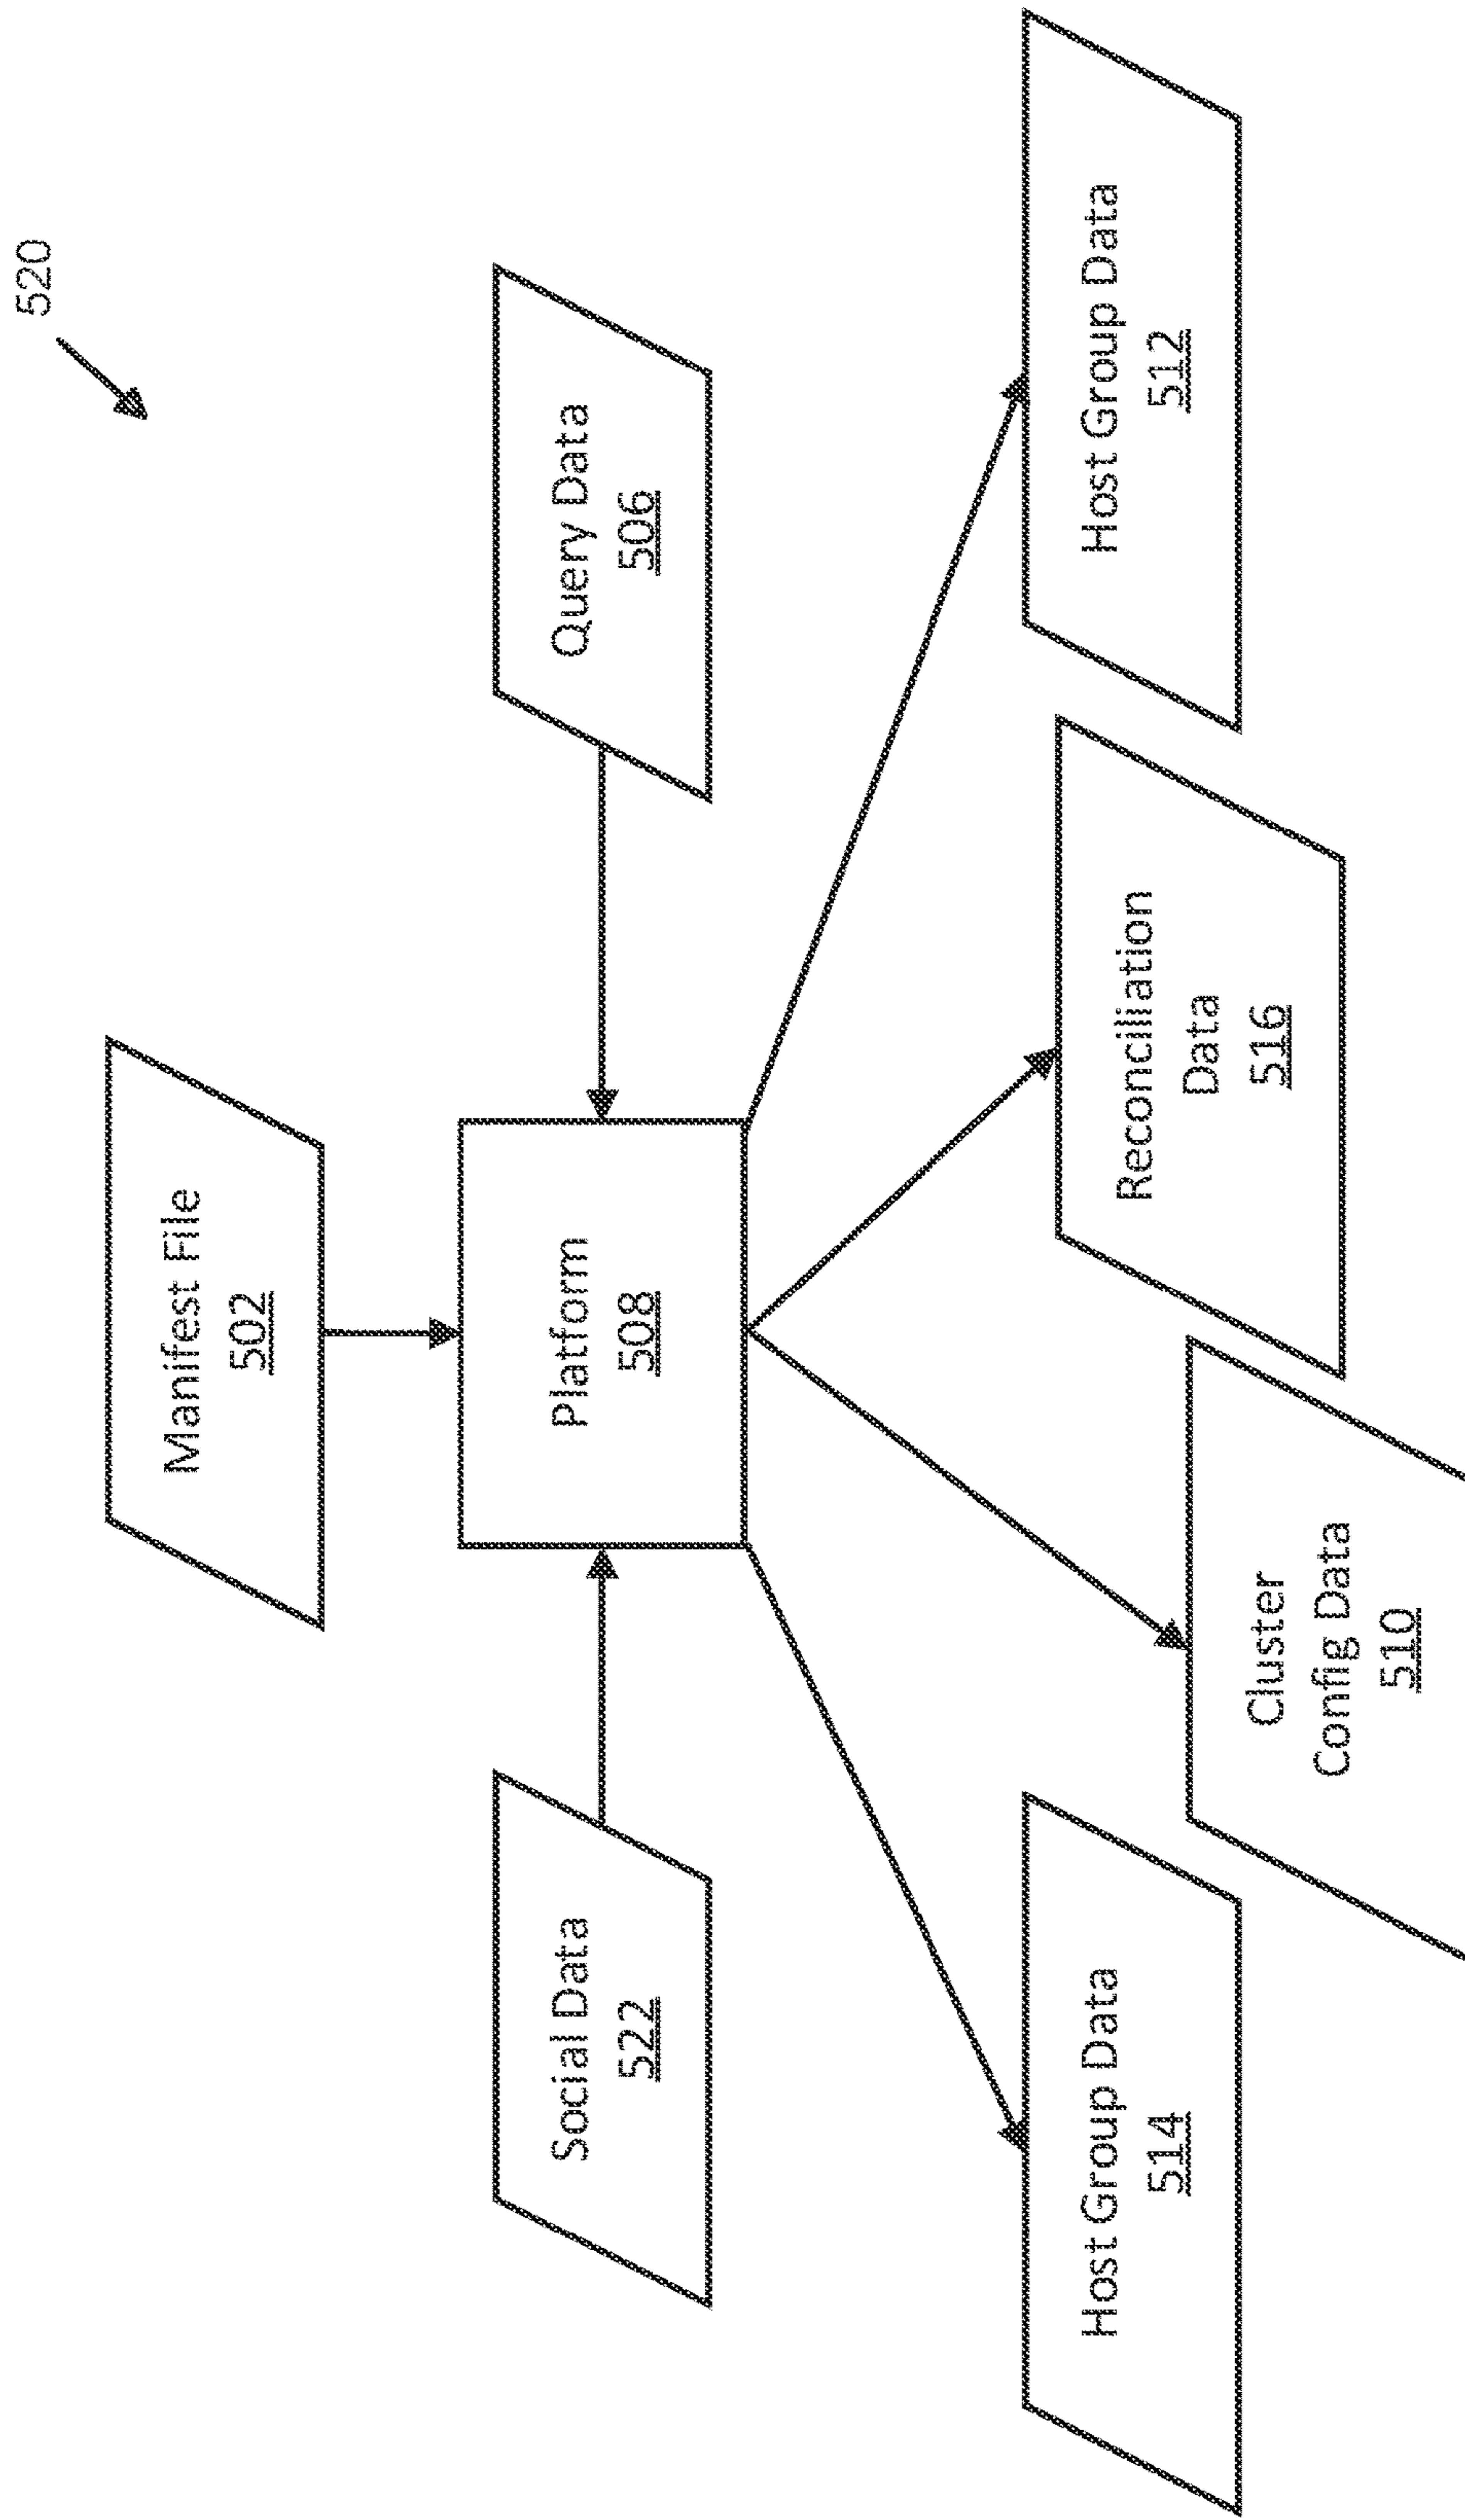 520
Manifest File
502
Social Data
522
Platform
508
Query Data
506
Host Group Data
514
Cluster
Config Data
510
Reconciliation
Data
516
Host Group Data
512